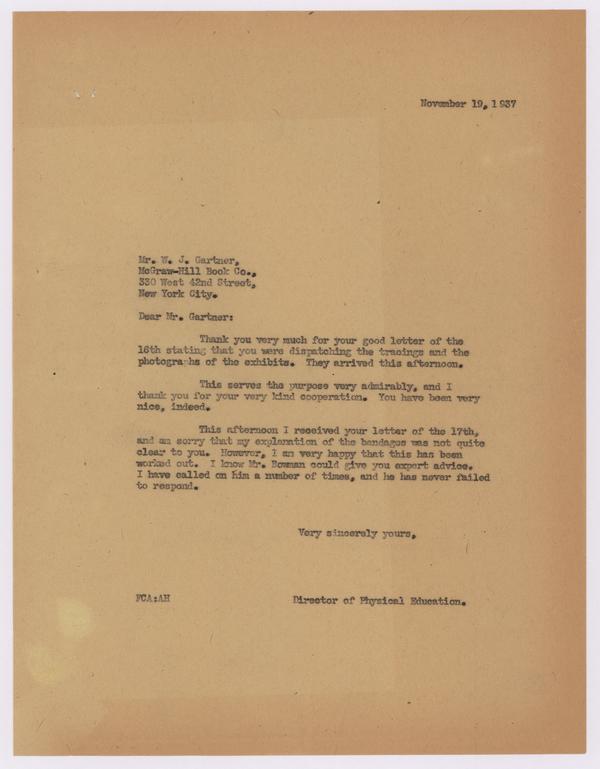 November 19, 1937
Mr. W. J. Gartner,
McGraw-Hill Book Co.,
330 West 42nd Street,
New York City.
Dear Mr. Gartner:
Thank you very much for your good letter of the
16th stating that you were dispatching the tracings and the
photographs of the exhibits. They arrived this afternoon.
This serves the purpose very admirably, and I
thank you for your very kind cooperation. You have been very
nice, indeed.
This afternoon I received your letter of the 17th,
and am sorry that my explanation of the bandages was not quite
clear to you. However, I am very happy that this has been
worked out. I know Mr. Bowman could give you expert advice.
I have called on him a number of times, and he has never failed
to respond.
Very sincerely yours,
FCA:AH Director of Physical Education.